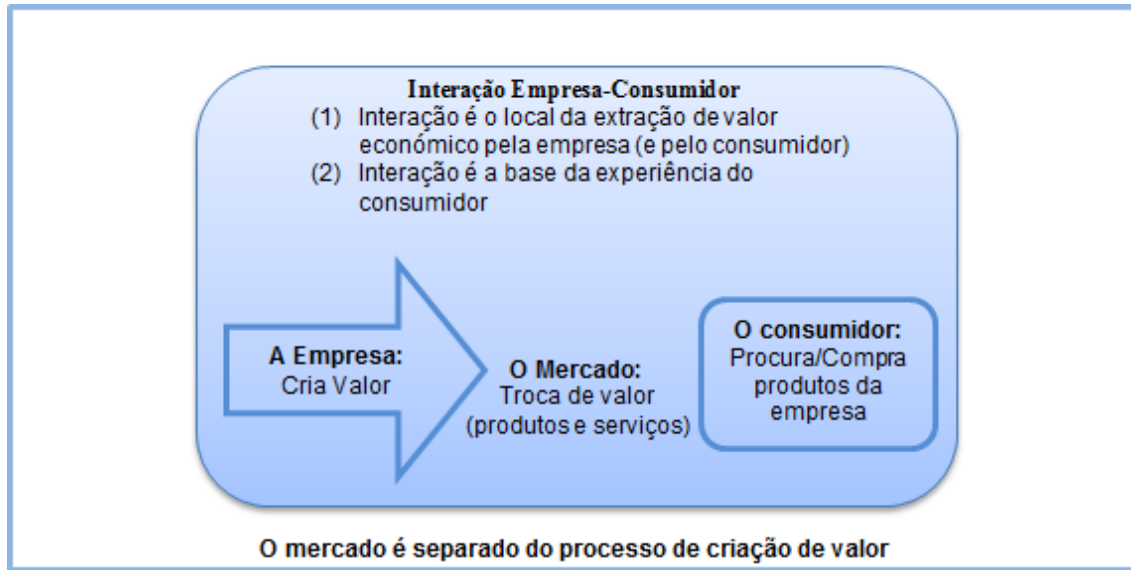 Interação Empresa-Consumidor
(1) Interação é o local da extração de valor
económico pela empresa (e pelo consumidor)
(2) Interação é a base da experiência do
consumidor
A Empresa:
Cria Valor
O Mercado:
Troca de valor
(produtos e serviços)
O consumidor:
Procura/Compra
produtos da
empresa
O mercado é separado do processo de criação de valor